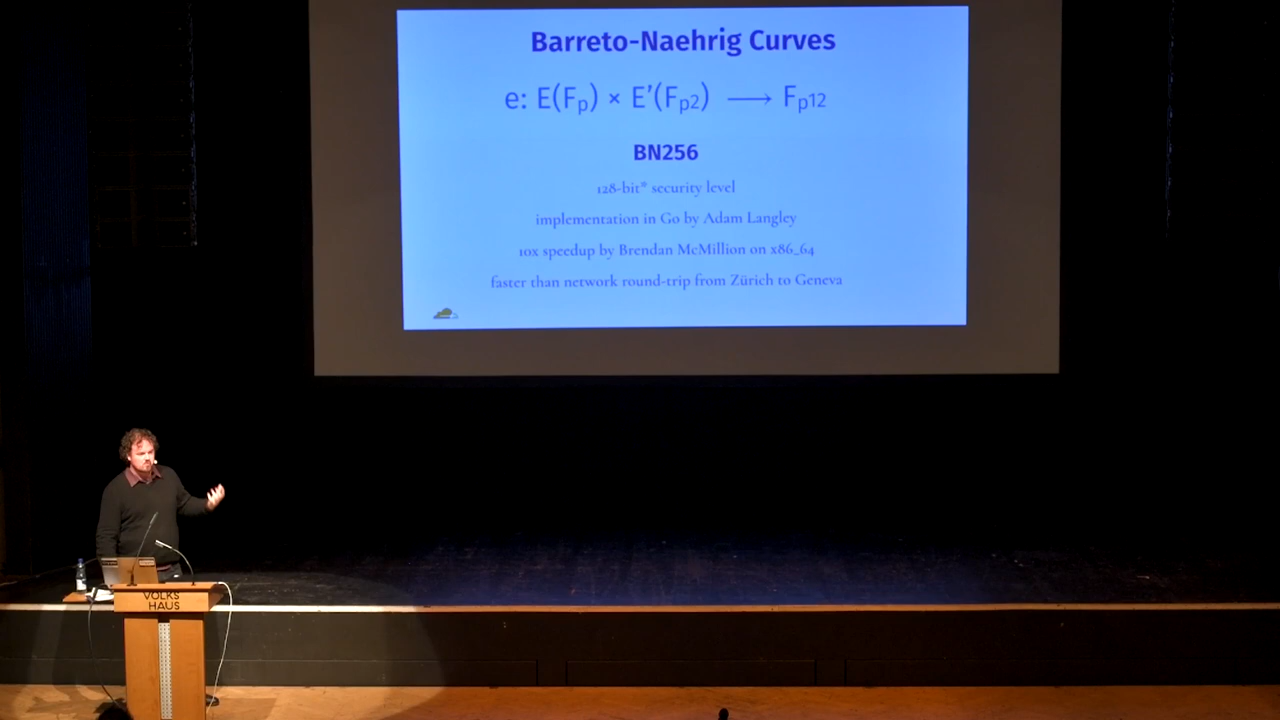 Barreto-Naehrig Curves
e: E(Fp) × E’(Fp2) ⟶ Fp12
BN256
128-bit* security level
implementation in Go by Adam Langley
10x speedup by Brendan McMillion on x86_64
faster than network round-trip from Zürich to Geneva
VOLKS
HAUS